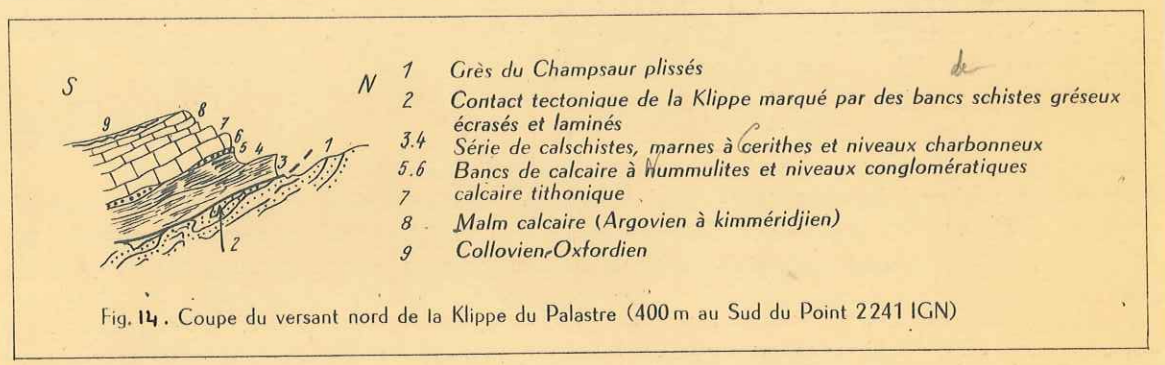 S
N
9
8
7
6
5
4
3
1
2
1 Grès du Champsaur plissés
de
2 Contact tectonique de la Klippe marqué par des bancs schistes gréseux
écrasés et laminés
3.4 Série de calschistes, marnes à Cerithes et niveaux charbonneux
5.6 Bancs de calcaire à Nummulites et niveaux conglomératiques
7 calcaire tithonique
8 . Malm calcaire (Argovien à kimméridjien)
9 Collovien-Oxfordien
Fig. 14. Coupe du versant nord de la Klippe du Palastre (400 m au Sud du Point 2241 IGN)